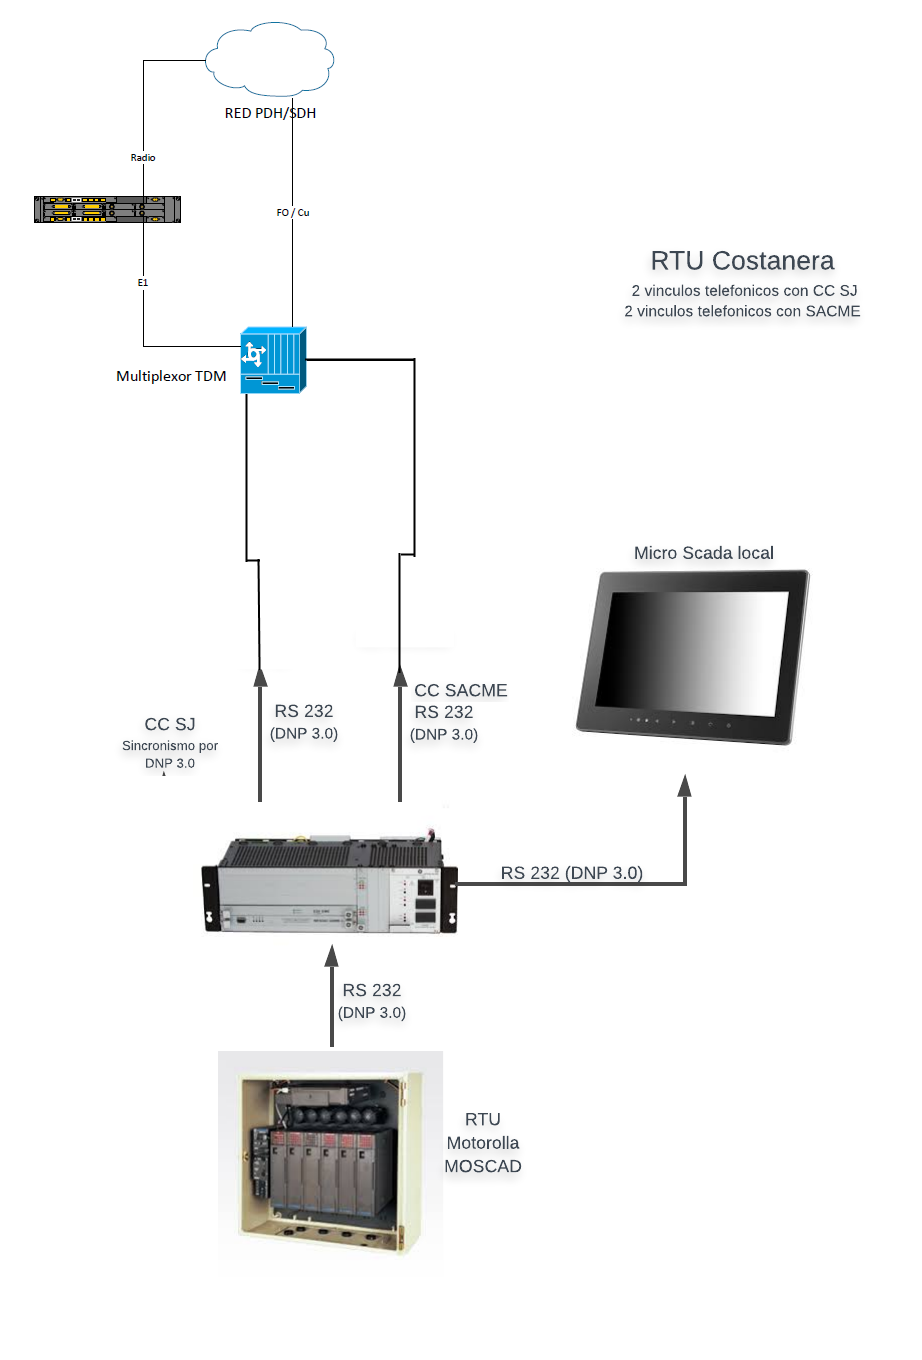 RED PDH/SDH
Radio
FO / Cu
E1
RTU Costanera
2 vinculos telefonicos con CC SJ
2 vinculos telefonicos con SACME
Multiplexor TDM
Micro Scada local
CC SJ
Sincronismo por
DNP 3.0
RS 232
(DNP 3.0)
CC SACME
RS 232
(DNP 3.0)
RS 232 (DNP 3.0)
RS 232
(DNP 3.0)
RTU
Motorolla
MOSCAD